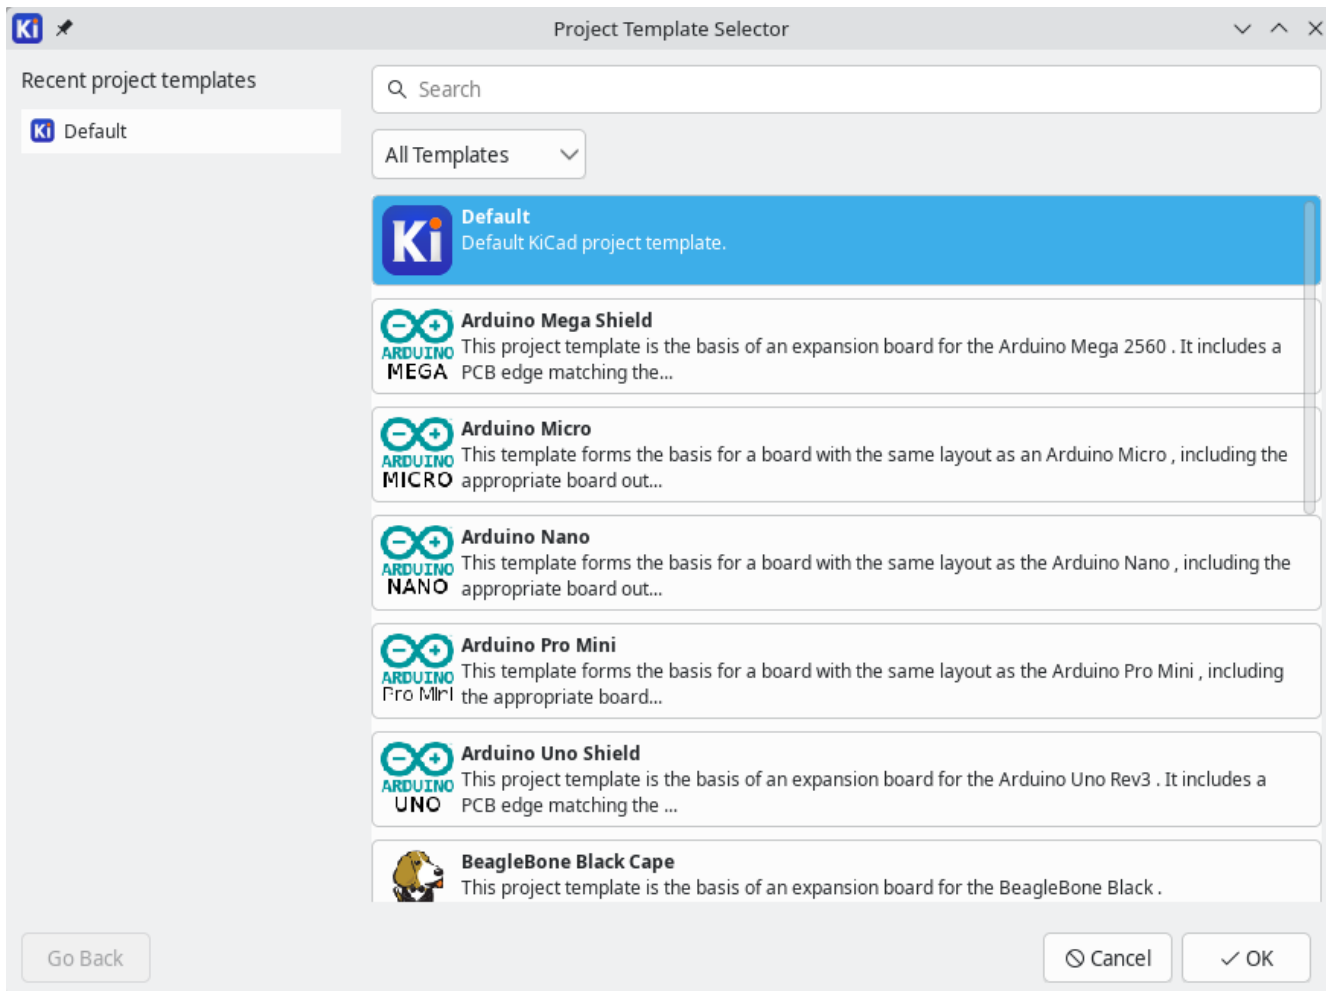 Ki
Project Template Selector
Recent project templates
Ki Default
Search
All Templates
Ki
Default
Default KiCad project template.
ARDUINO
MEGA
Arduino Mega Shield
This project template is the basis of an expansion board for the Arduino Mega 2560 . It includes a
PCB edge matching the...
ARDUINO
MICRO
Arduino Micro
This template forms the basis for a board with the same layout as an Arduino Micro , including the
appropriate board out...
ARDUINO
NANO
Arduino Nano
This template forms the basis for a board with the same layout as the Arduino Nano , including the
appropriate board out...
ARDUINO
Pro Mini
Arduino Pro Mini
This template forms the basis for a board with the same layout as the Arduino Pro Mini , including
the appropriate board...
ARDUINO
UNO
Arduino Uno Shield
This project template is the basis of an expansion board for the Arduino Uno Rev3 . It includes a
PCB edge matching the ...
BeagleBone Black Cape
This project template is the basis of an expansion board for the BeagleBone Black .
Go Back
Cancel
OK